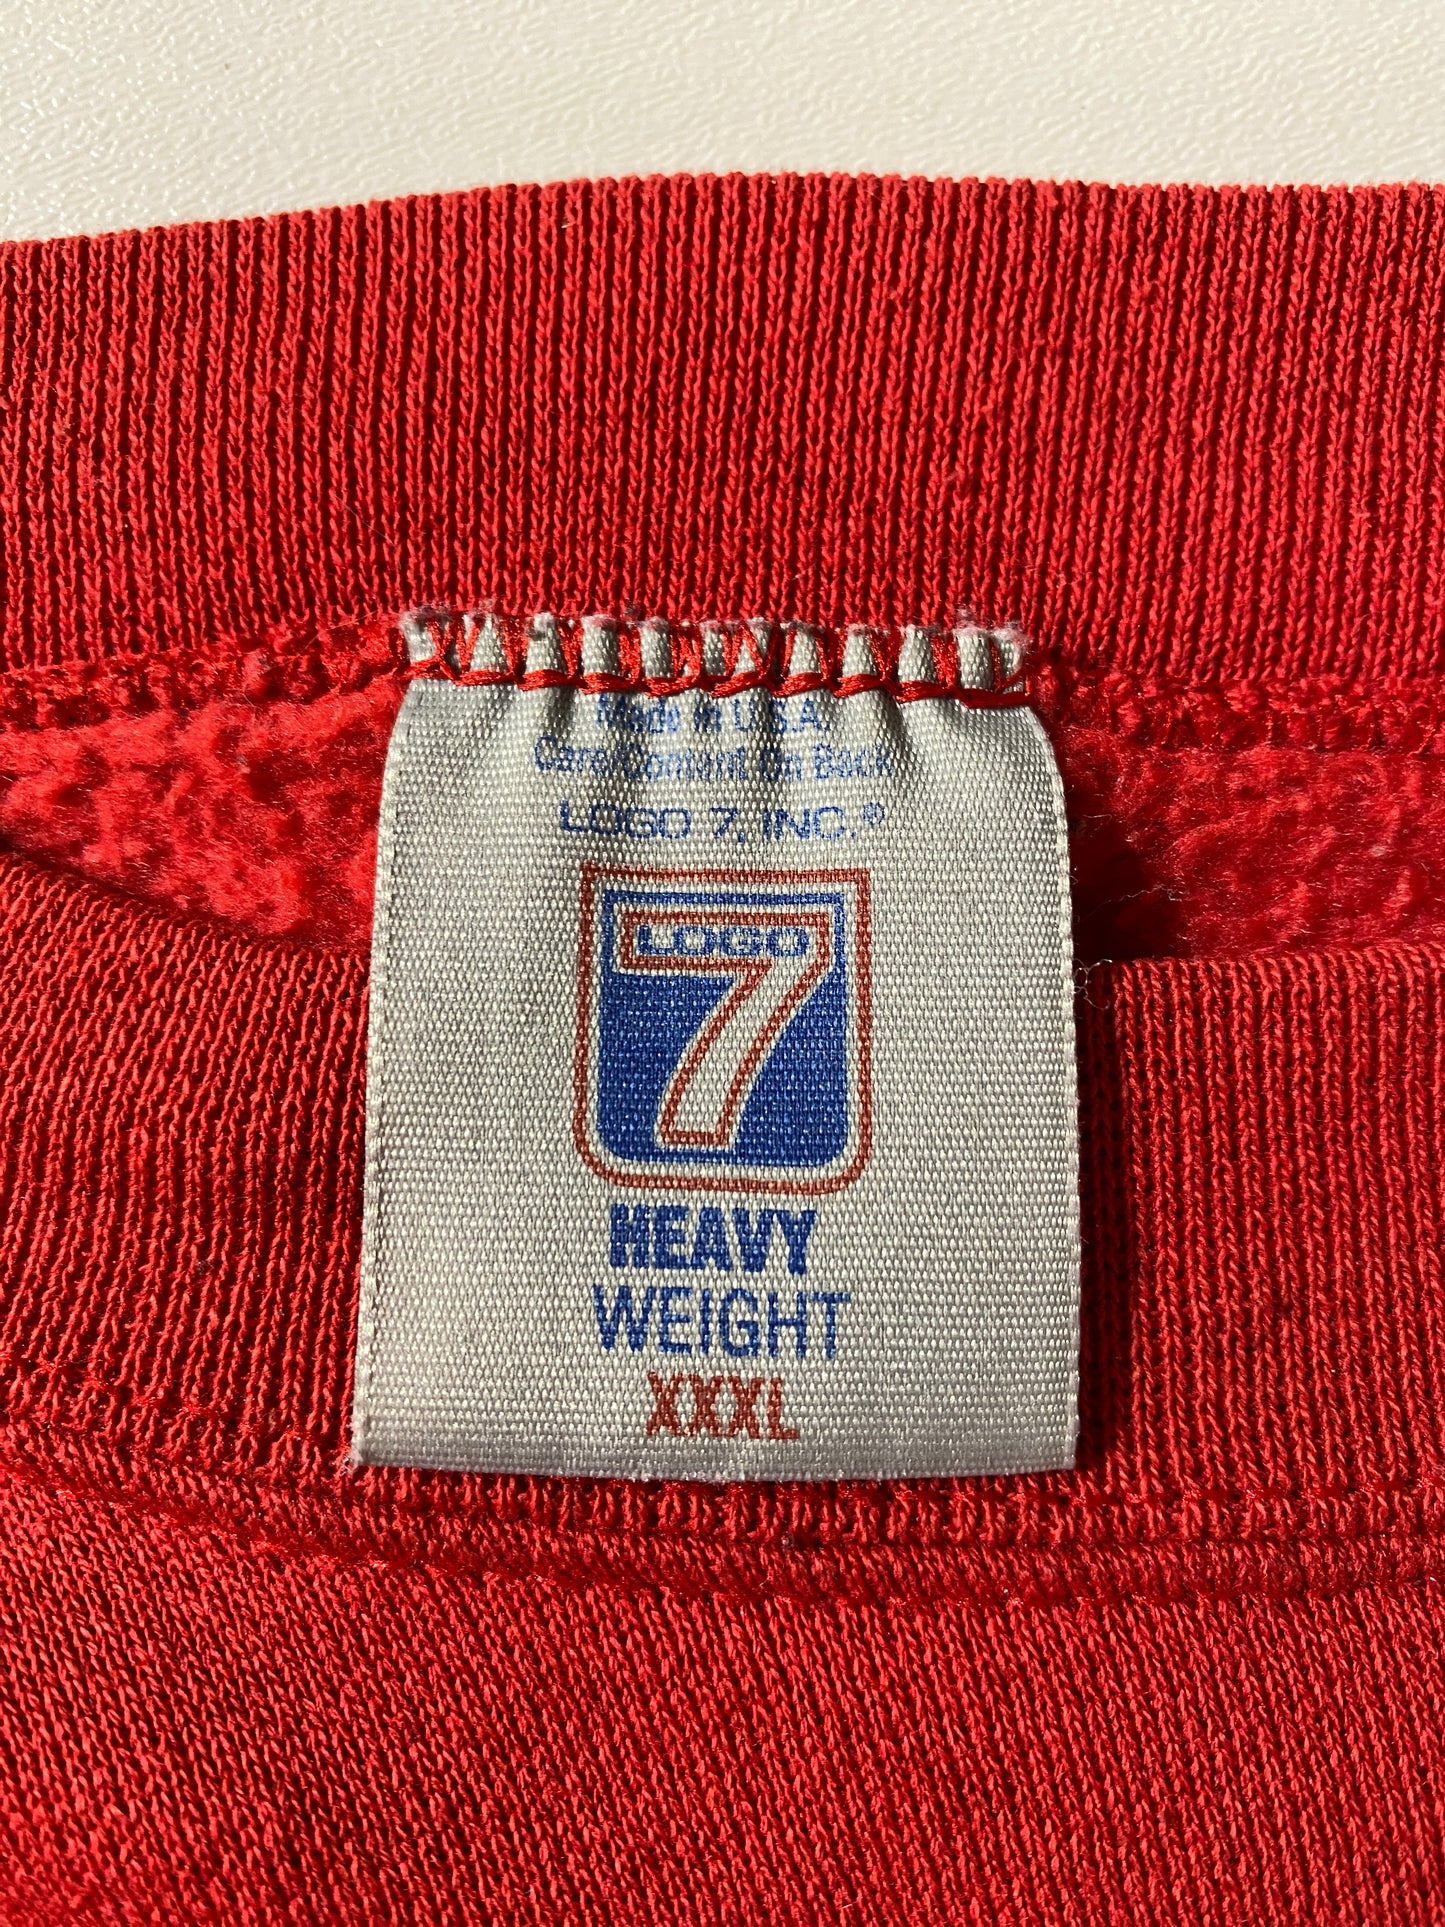 Made in U.S.A.
Care/Content On Back
LOGO 7, INC.®
LOGO
7
HEAVY
WEIGHT
XXXL